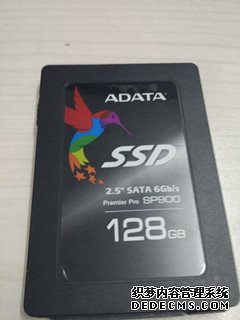 ADATA
SSD
2.5" SATA 6Gb/s
Premier Pro SP900
128GB
织梦内容管理系统
DEDECMS.COM